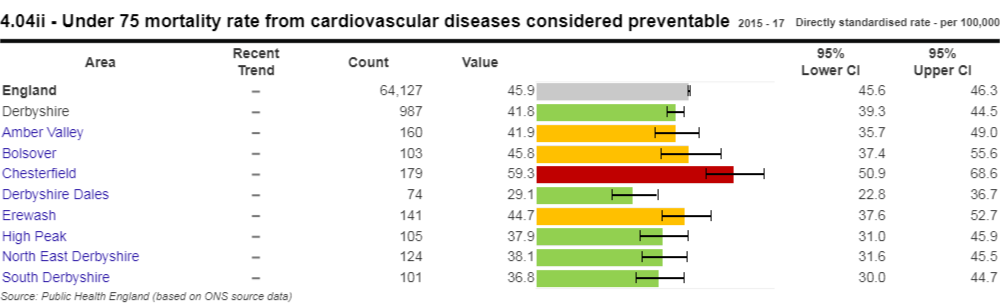 4.04ii - Under 75 mortality rate from cardiovascular diseases considered preventable 2015 - 17 Directly standardised rate - per 100,000
Area Recent Trend Count Value 95% Lower CI 95% Upper CI
England – 64,127 45.9 45.6 46.3
Derbyshire – 987 41.8 39.3 44.5
Amber Valley – 160 41.9 35.7 49.0
Bolsover – 103 45.8 37.4 55.6
Chesterfield – 179 59.3 50.9 68.6
Derbyshire Dales – 74 29.1 22.8 36.7
Erewash – 141 44.7 37.6 52.7
High Peak – 105 37.9 31.0 45.9
North East Derbyshire – 124 38.1 31.6 45.5
South Derbyshire – 101 36.8 30.0 44.7
Source: Public Health England (based on ONS source data)